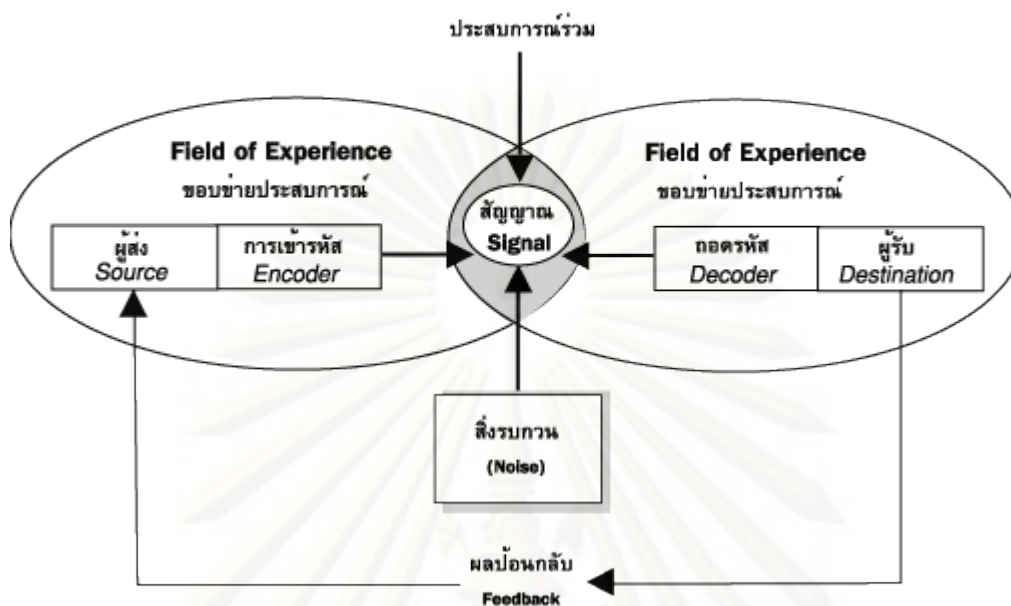 ประสบการณ์ร่วม
Field of Experience
ขอบข่ายประสบการณ์
Field of Experience
ขอบข่ายประสบการณ์
ผู้ส่ง
Source
การเข้ารหัส
Encoder
สัญญาณ
Signal
ถอดรหัส
Decoder
ผู้รับ
Destination
สิ่งรบกวน
(Noise)
ผลป้อนกลับ
Feedback